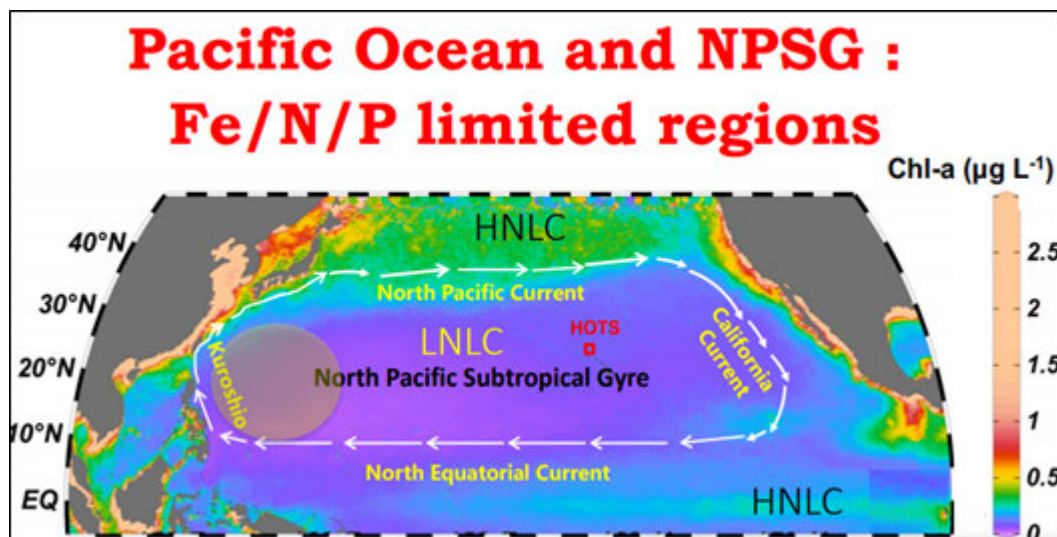 Pacific Ocean and NPSG :
Fe/N/P limited regions
Chl-a (µg L⁻¹)
HNLC
40°N
2.5
North Pacific Current
30°N
2
LNLC
HOTS
Kuroshio
California
Current
20°N
North Pacific Subtropical Gyre
1.5
10°N
1
North Equatorial Current
0.5
EQ
HNLC
0